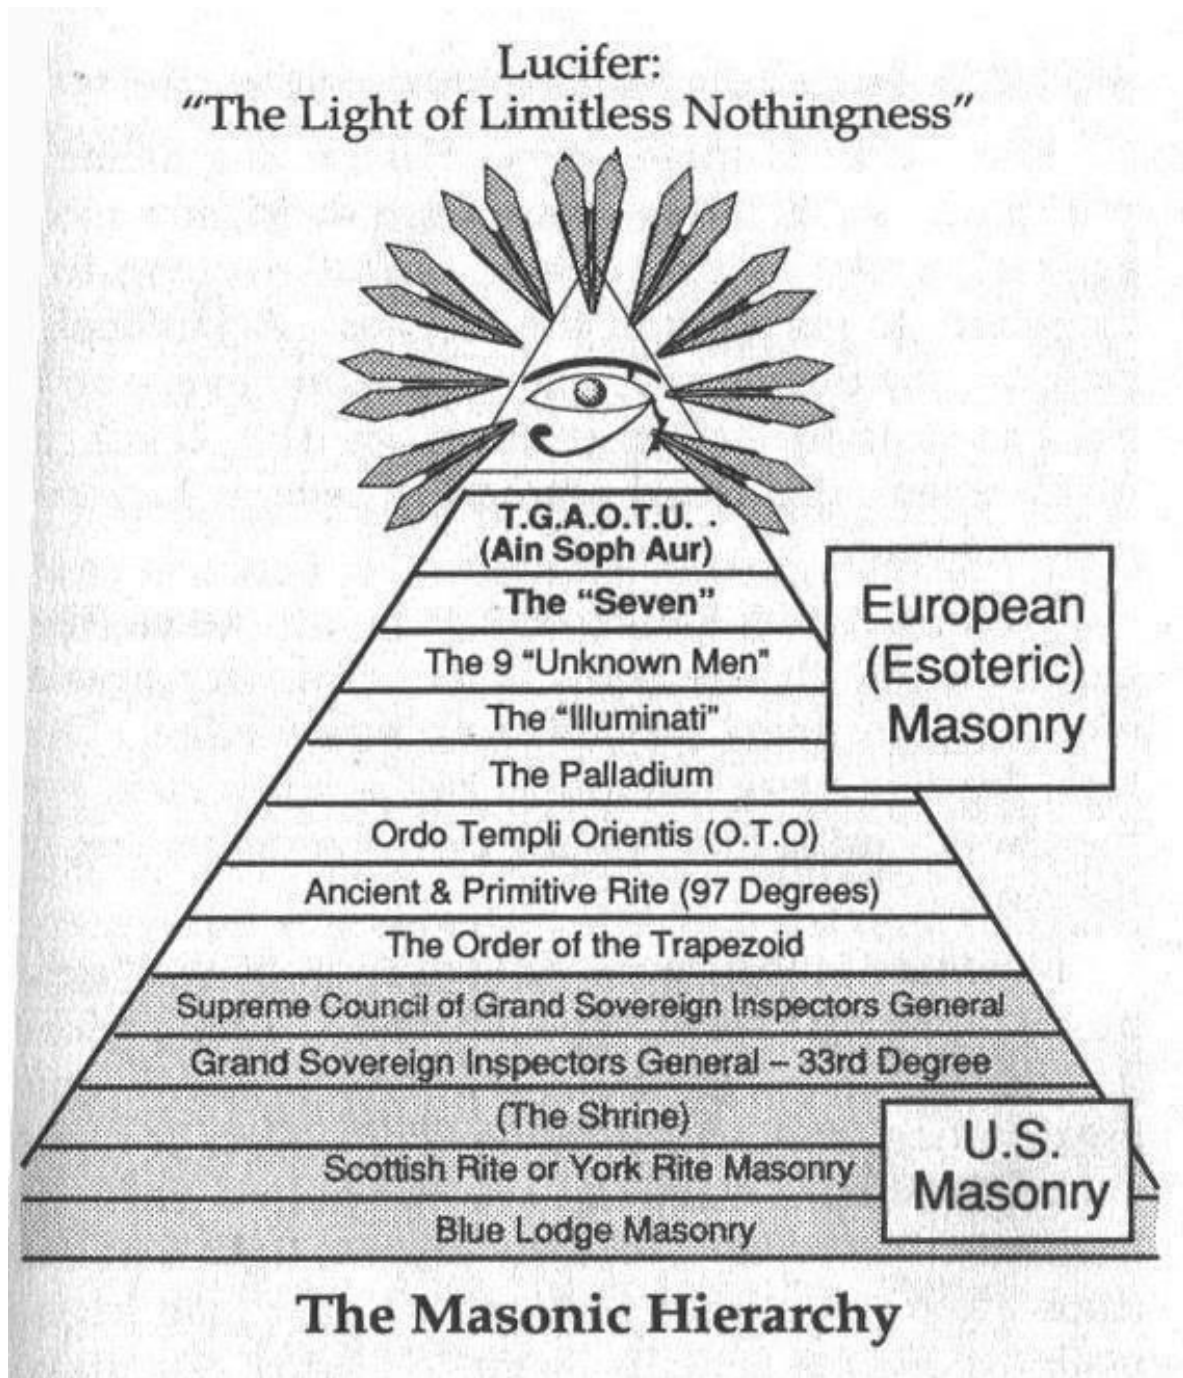 Lucifer:
“The Light of Limitless Nothingness”
T.G.A.O.T.U.
(Ain Soph Aur)
The “Seven”
The 9 “Unknown Men”
The “Illuminati”
The Palladium
Ordo Templi Orientis (O.T.O)
Ancient & Primitive Rite (97 Degrees)
The Order of the Trapezoid
Supreme Council of Grand Sovereign Inspectors General
Grand Sovereign Inspectors General – 33rd Degree
(The Shrine)
Scottish Rite or York Rite Masonry
Blue Lodge Masonry
European
(Esoteric)
Masonry
U.S.
Masonry
The Masonic Hierarchy